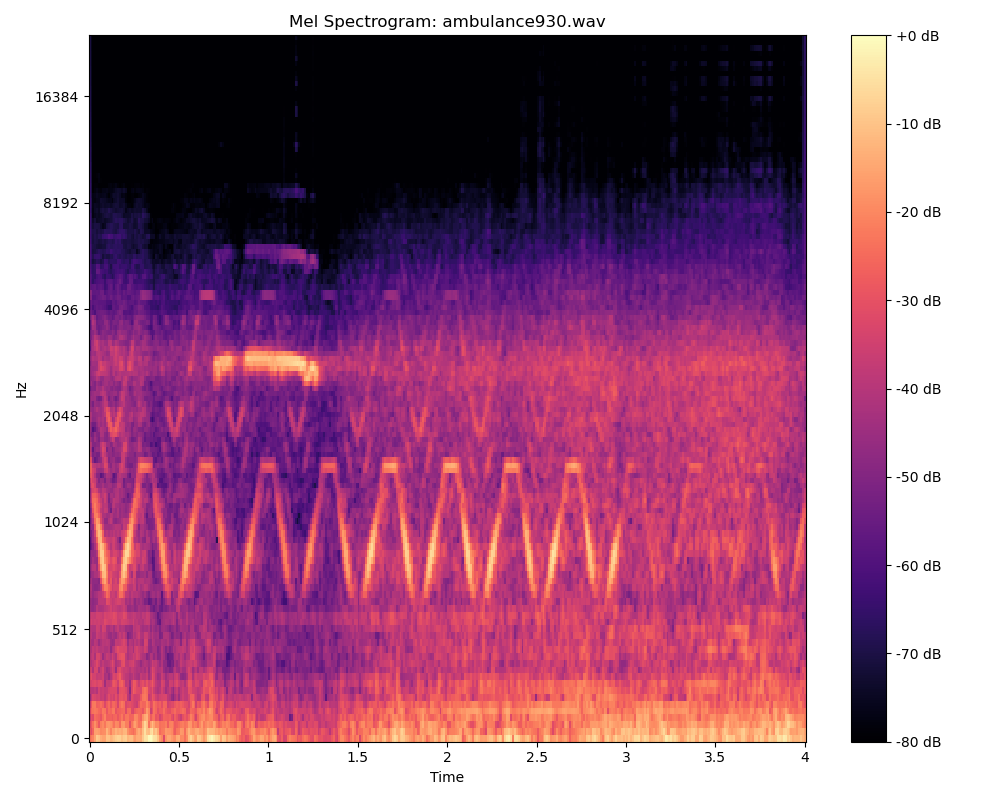 Mel Spectrogram: ambulance930.wav
+0 dB
16384
-10 dB
8192
-20 dB
4096
-30 dB
Hz
-40 dB
2048
-50 dB
1024
-60 dB
512
-70 dB
0
-80 dB
0 0.5 1 1.5 2 2.5 3 3.5 4
Time